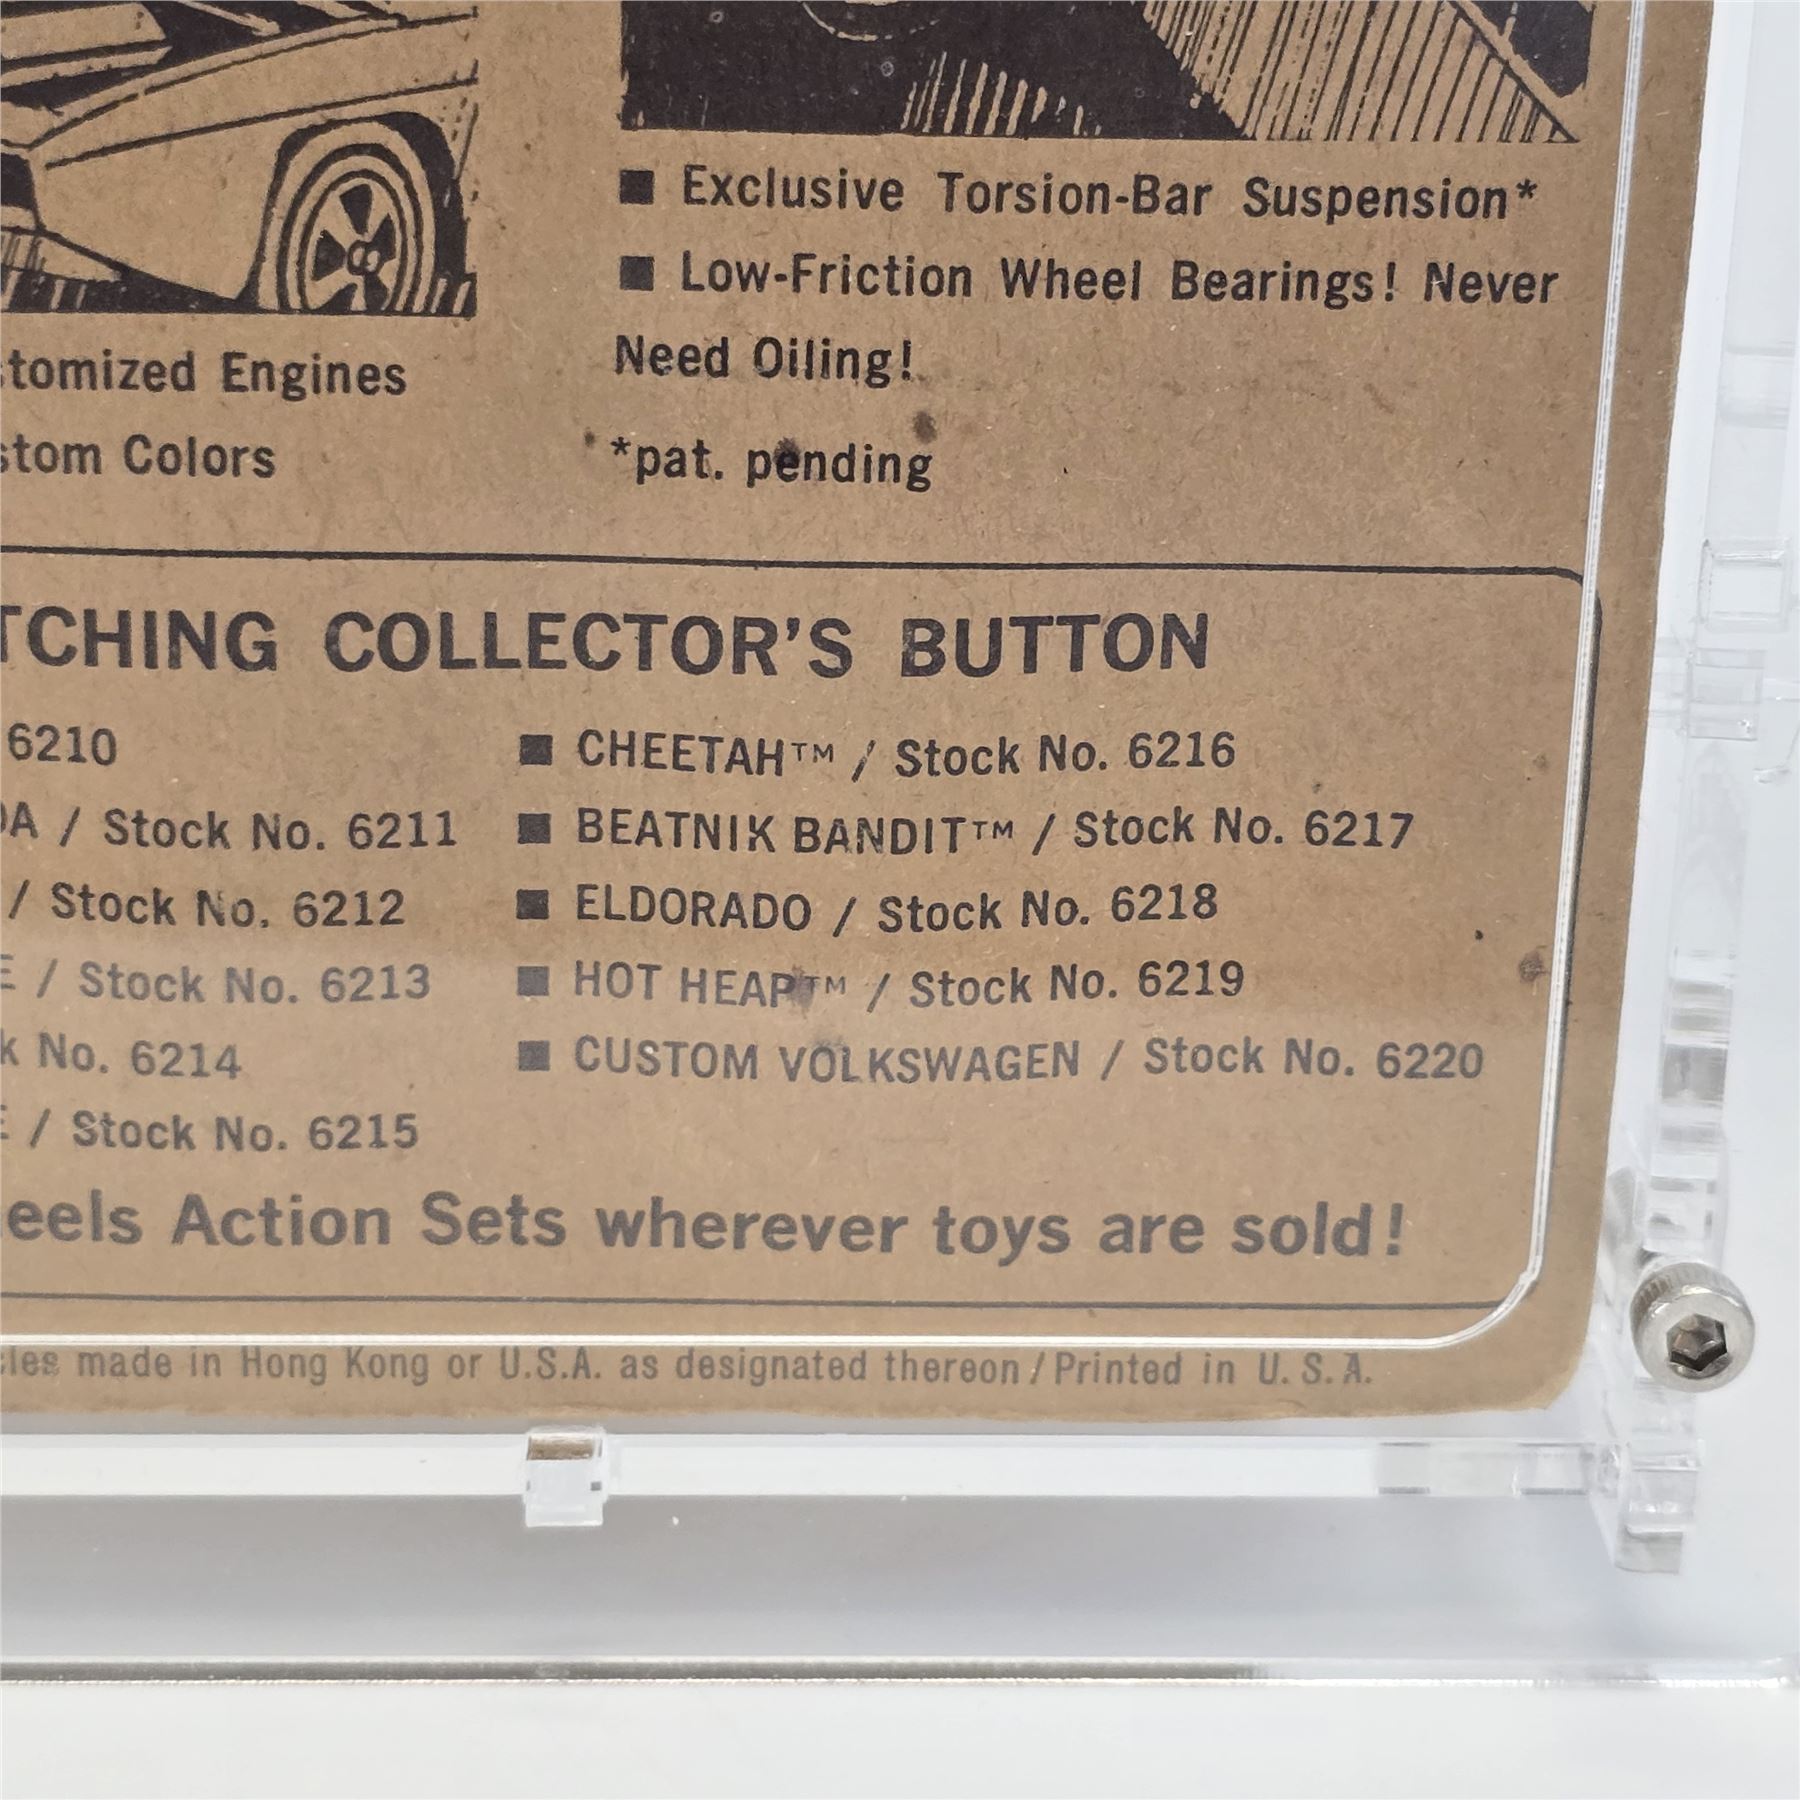 ■ Exclusive Torsion-Bar Suspension*
■ Low-Friction Wheel Bearings! Never
Need Oiling!
*pat. pending
tomized Engines
stom Colors
TCHING COLLECTOR'S BUTTON
6210
DA / Stock No. 6211
/ Stock No. 6212
E / Stock No. 6213
k No. 6214
E / Stock No. 6215
■ CHEETAH™ / Stock No. 6216
■ BEATNIK BANDIT™ / Stock No. 6217
■ ELDORADO / Stock No. 6218
■ HOT HEAP™ / Stock No. 6219
■ CUSTOM VOLKSWAGEN / Stock No. 6220
eels Action Sets wherever toys are sold!
cles made in Hong Kong or U.S.A. as designated thereon / Printed in U. S. A.